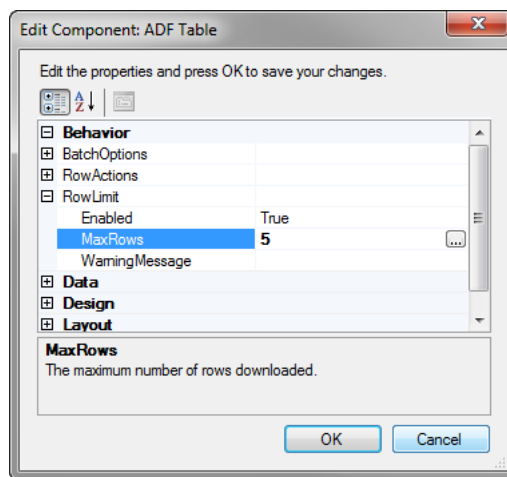 Edit Component: ADF Table
Edit the properties and press OK to save your changes.
Behavior
BatchOptions
RowActions
RowLimit
Enabled True
MaxRows 5 ...
WarningMessage
Data
Design
Layout
MaxRows
The maximum number of rows downloaded.
OK Cancel